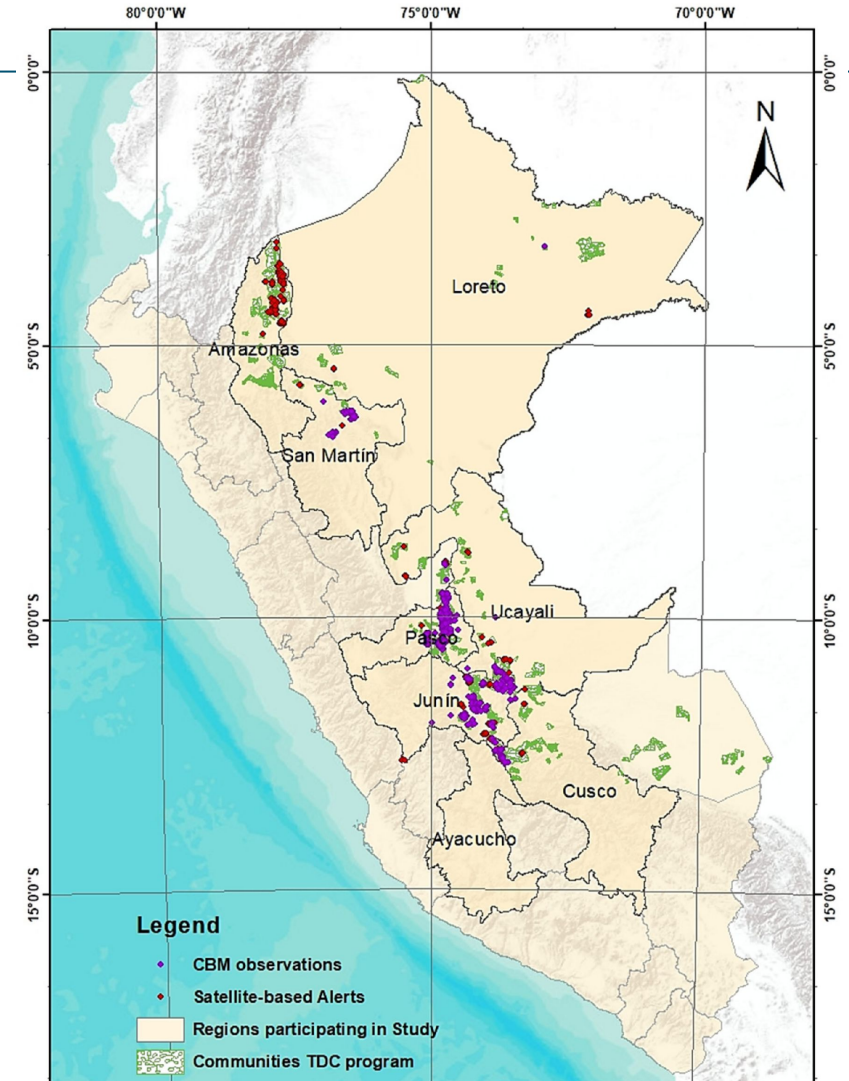 80°0'0"W 75°0'0"W 70°0'0"W
0°0'0" 0°0'0"
N
Loreto
5°0'0"S 5°0'0"S
Amazonas
San Martín
Ucayali
10°0'0"S 10°0'0"S
Pasco
Junín
Cusco
Ayacucho
15°0'0"S 15°0'0"S
Legend
CBM observations
Satellite-based Alerts
Regions participating in Study
Communities TDC program